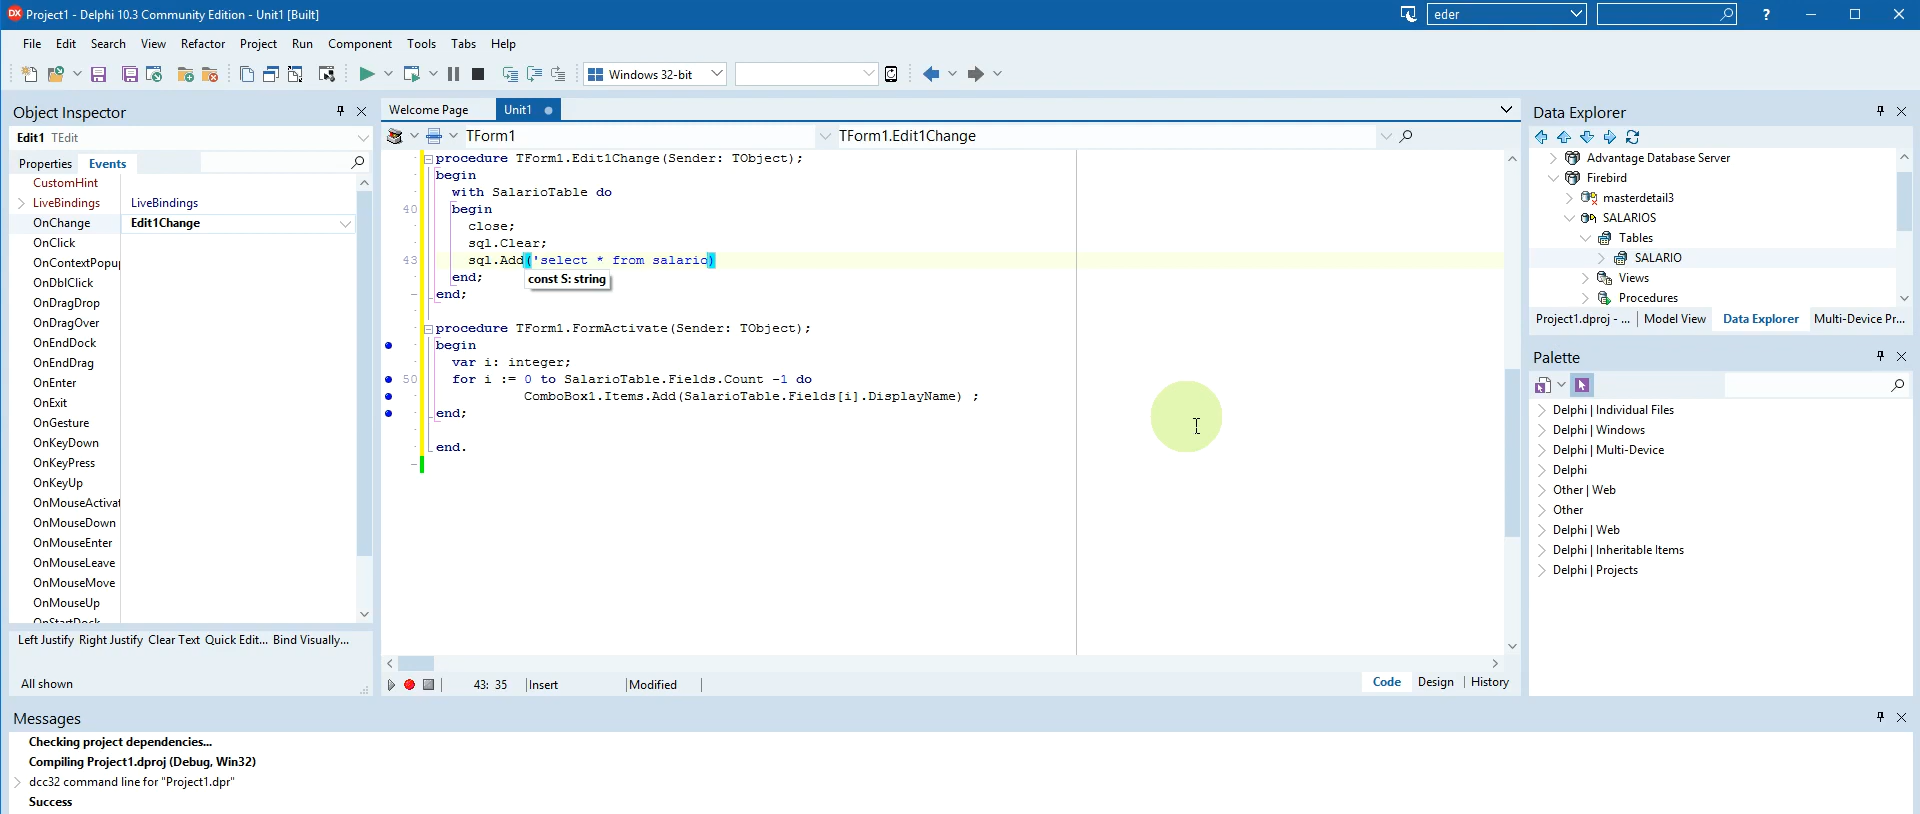 Project1 - Delphi 10.3 Community Edition - Unit1 [Built]
eder
?
File Edit Search View Refactor Project Run Component Tools Tabs Help
Windows 32-bit
Object Inspector
Edit1 TEdit
Properties Events
CustomHint
LiveBindings LiveBindings
OnChange Edit1Change
OnClick
OnContextPopu
OnDblClick
OnDragDrop
OnDragOver
OnEndDock
OnEndDrag
OnEnter
OnExit
OnGesture
OnKeyDown
OnKeyPress
OnKeyUp
OnMouseActivat
OnMouseDown
OnMouseEnter
OnMouseLeave
OnMouseMove
OnMouseUp
OnStartDock
Left Justify Right Justify Clear Text Quick Edit... Bind Visually...
All shown
Welcome Page Unit1
TForm1 TForm1.Edit1Change
procedure TForm1.Edit1Change(Sender: TObject);
begin
with SalarioTable do
40 begin
close;
sql.Clear;
43 sql.Add('select * from salario)
end;
const S: string
end;
procedure TForm1.FormActivate(Sender: TObject);
begin
var i: integer;
50 for i := 0 to SalarioTable.Fields.Count -1 do
ComboBox1.Items.Add(SalarioTable.Fields[i].DisplayName) ;
end;
end.
43: 35 Insert Modified
Code Design History
Data Explorer
Advantage Database Server
Firebird
masterdetail3
SALARIOS
Tables
SALARIO
Views
Procedures
Project1.dproj - ... Model View Data Explorer Multi-Device Pr...
Palette
Delphi | Individual Files
Delphi | Windows
Delphi | Multi-Device
Delphi
Other | Web
Other
Delphi | Web
Delphi | Inheritable Items
Delphi | Projects
Messages
Checking project dependencies...
Compiling Project1.dproj (Debug, Win32)
dcc32 command line for "Project1.dpr"
Success